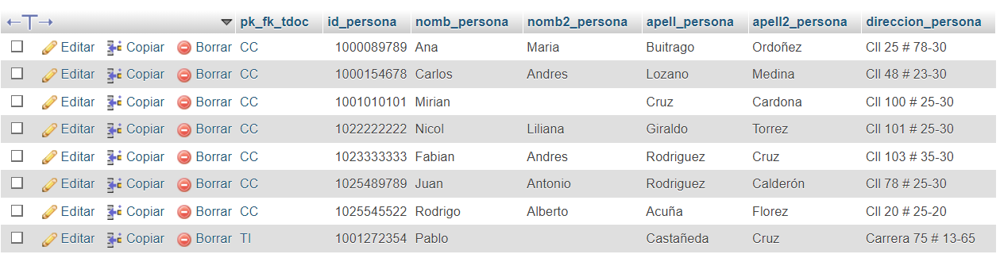 pk_fk_tdoc id_persona nomb_persona nomb2_persona apell_persona apell2_persona direccion_persona
Editar Copiar Borrar CC 1000089789 Ana Maria Buitrago Ordoñez Cll 25 # 78-30
Editar Copiar Borrar CC 1000154678 Carlos Andres Lozano Medina Cll 48 # 23-30
Editar Copiar Borrar CC 1001010101 Mirian Cruz Cardona Cll 100 # 25-30
Editar Copiar Borrar CC 1022222222 Nicol Liliana Giraldo Torrez Cll 101 # 25-30
Editar Copiar Borrar CC 1023333333 Fabian Andres Rodriguez Cruz Cll 103 # 35-30
Editar Copiar Borrar CC 1025489789 Juan Antonio Rodriguez Calderón Cll 78 # 25-30
Editar Copiar Borrar CC 1025545522 Rodrigo Alberto Acuña Florez Cll 20 # 25-20
Editar Copiar Borrar TI 1001272354 Pablo Castañeda Cruz Carrera 75 # 13-65